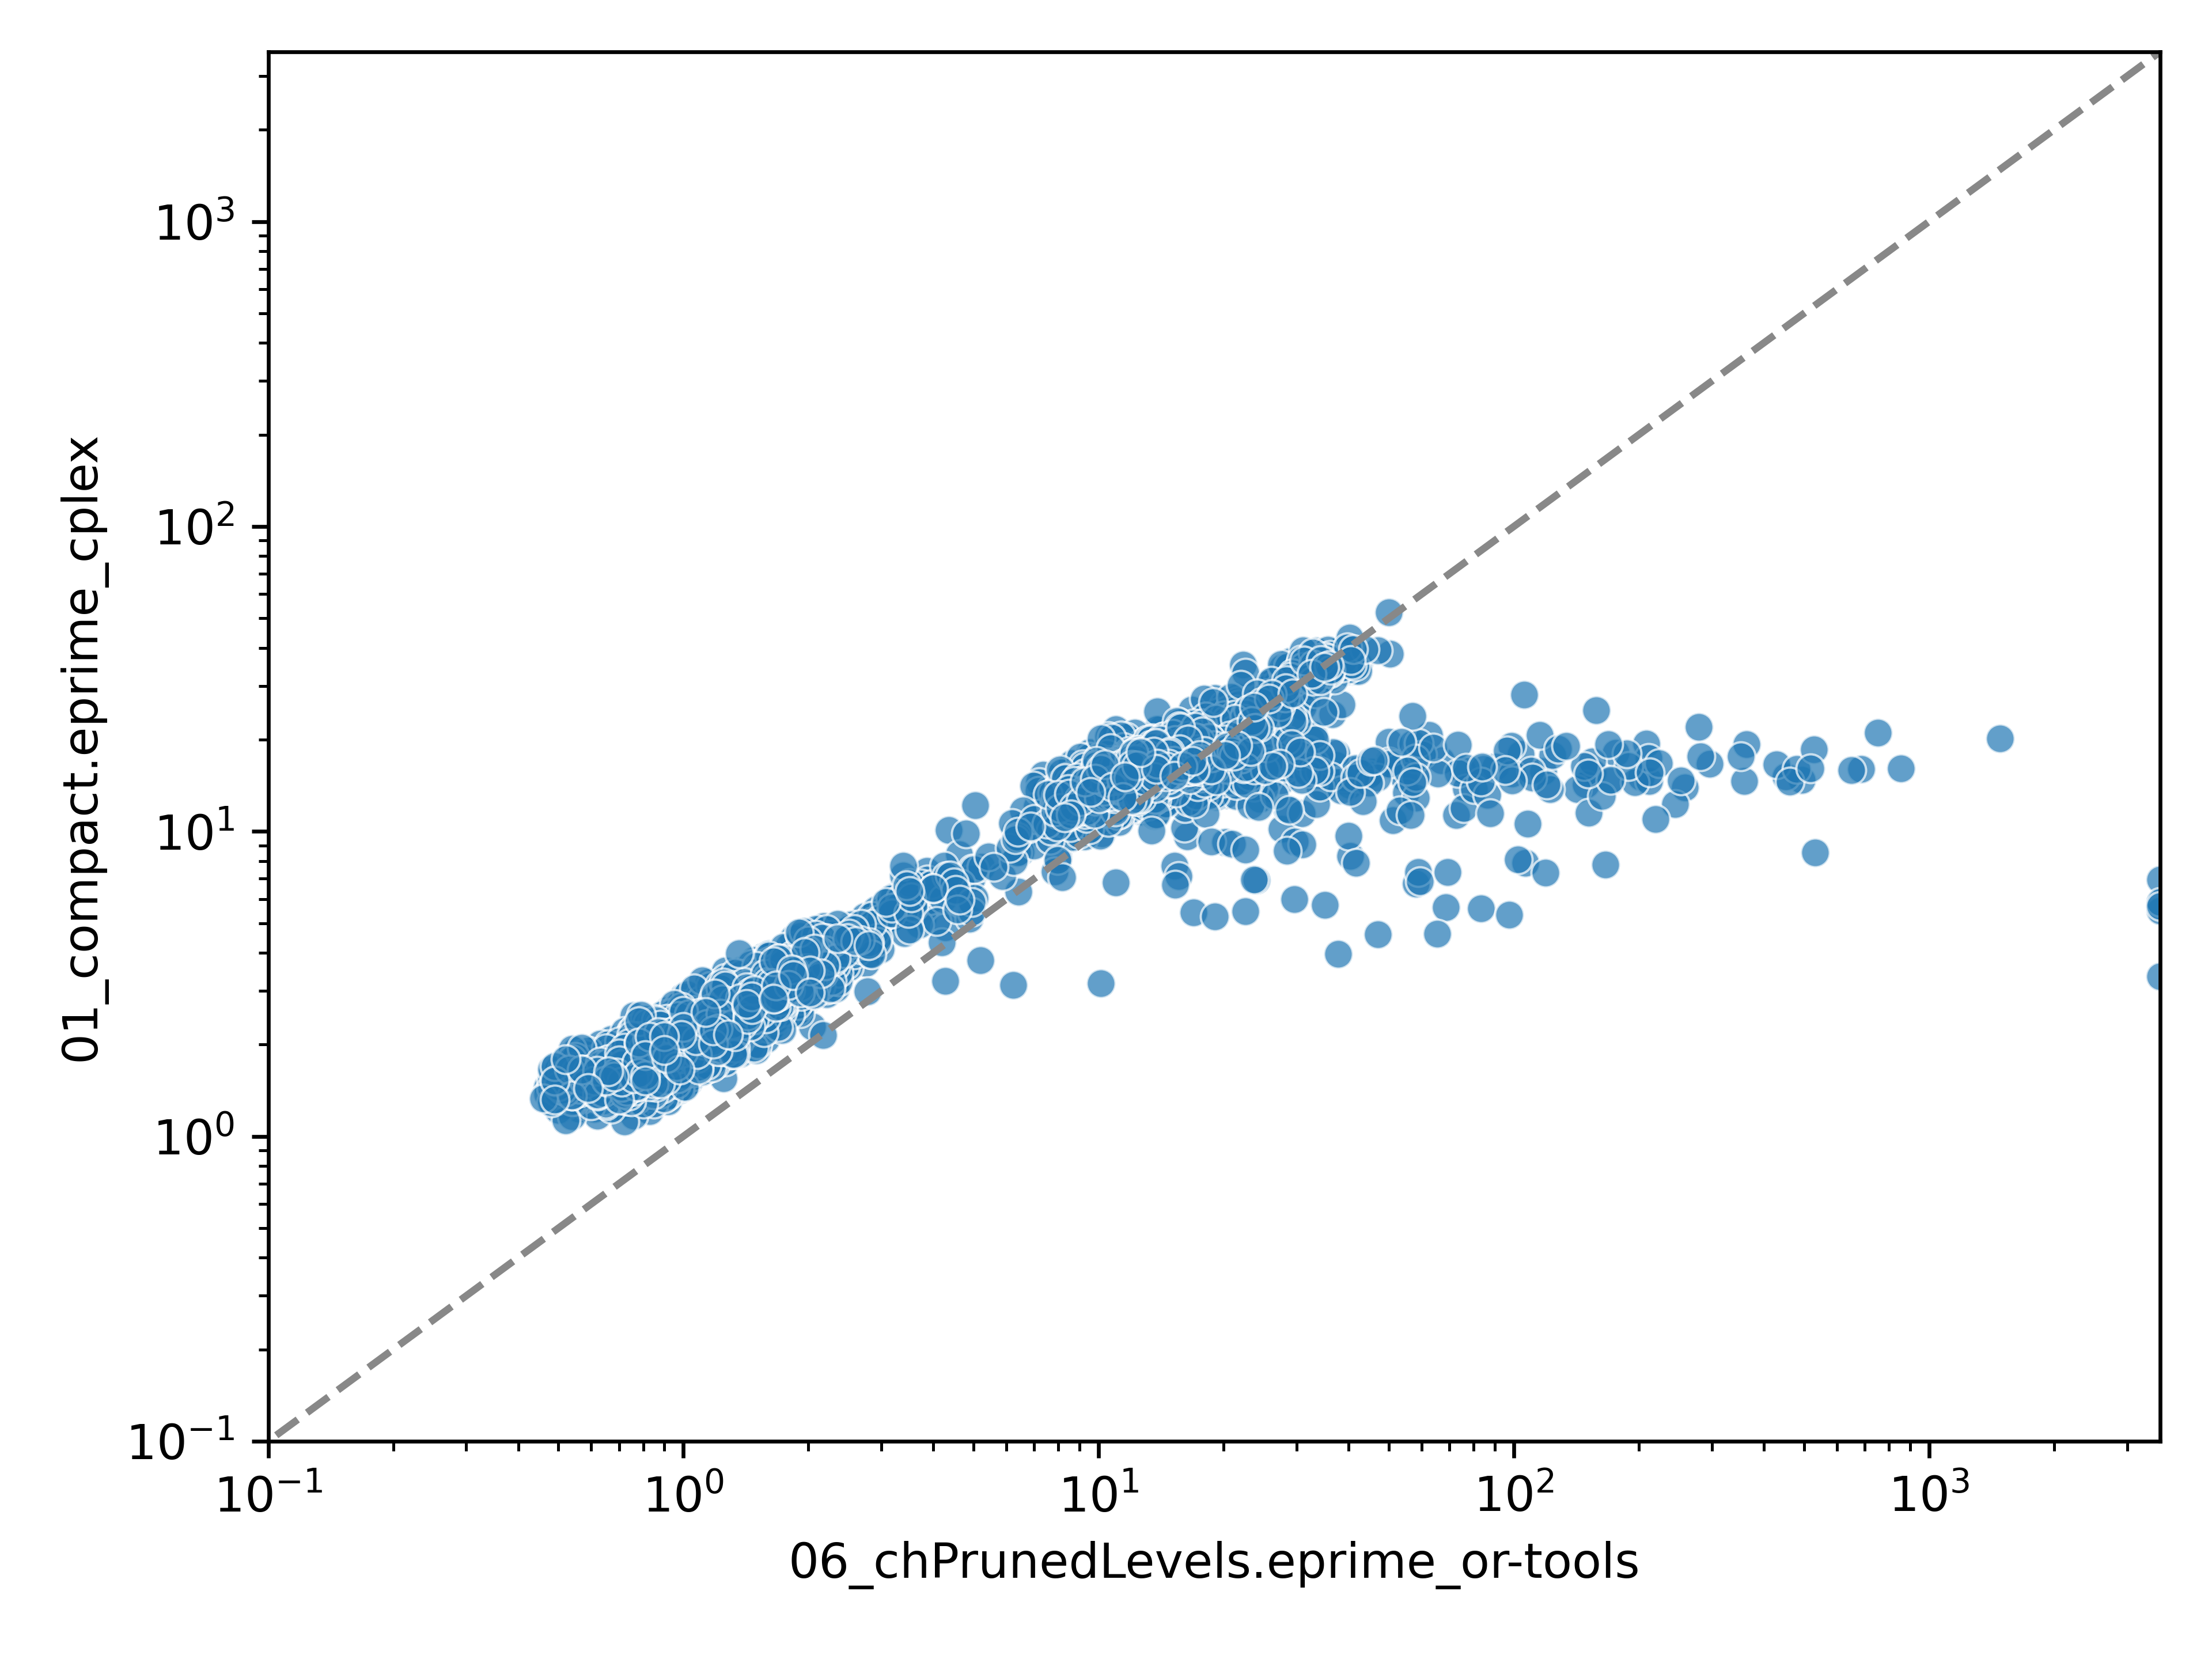 01_compact.eprime_cplex
10³
10²
10¹
10⁰
10⁻¹
10⁻¹ 10⁰ 10¹ 10² 10³
06_chPrunedLevels.eprime_or-tools